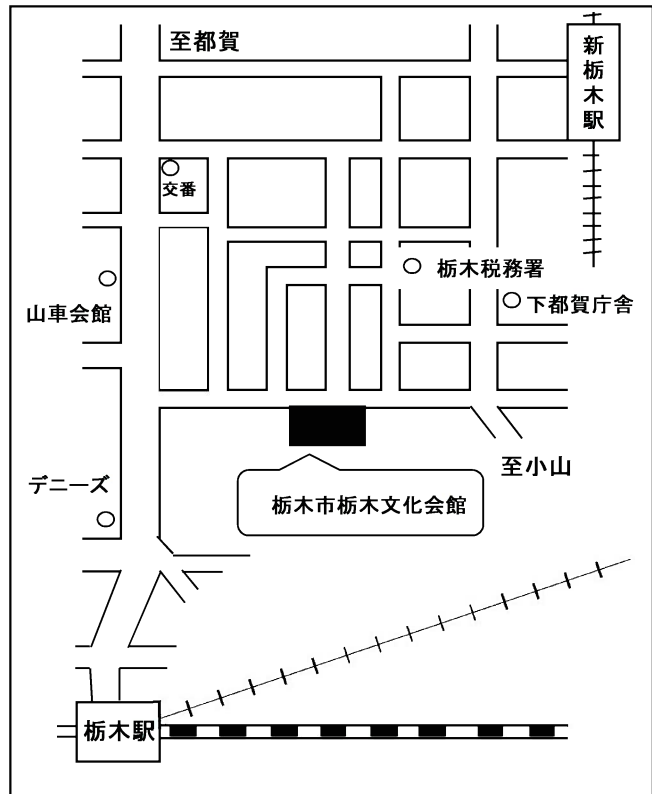 至都賀
新栃木駅
交番
栃木税務署
下都賀庁舎
山車会館
至小山
デニーズ
栃木市栃木文化会館
栃木駅